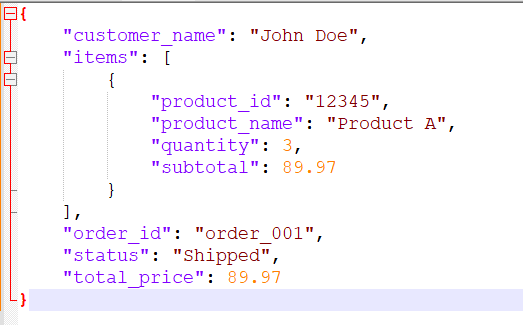 {
    "customer_name": "John Doe",
    "items": [
        {
            "product_id": "12345",
            "product_name": "Product A",
            "quantity": 3,
            "subtotal": 89.97
        }
    ],
    "order_id": "order_001",
    "status": "Shipped",
    "total_price": 89.97
}